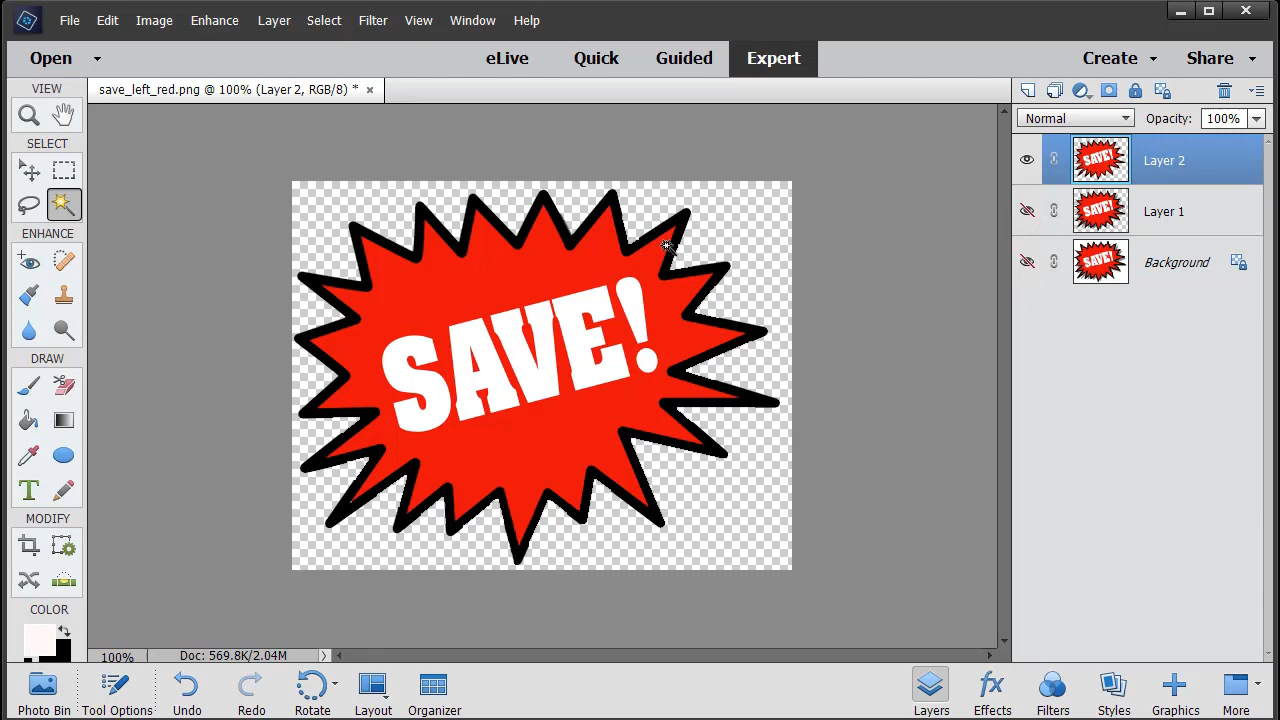 File Edit Image Enhance Layer Select Filter View Window Help
Open eLive Quick Guided Expert Create Share
VIEW
save_left_red.png @ 100% (Layer 2, RGB/8) * ×
Normal Opacity: 100%
SELECT
Layer 2
SAVE!
Layer 1
SAVE!
ENHANCE
Background
SAVE!
SAVE!
DRAW
T
MODIFY
COLOR
100% Doc: 569.8K/2.04M
Photo Bin Tool Options Undo Redo Rotate Layout Organizer Layers Effects Filters Styles Graphics More